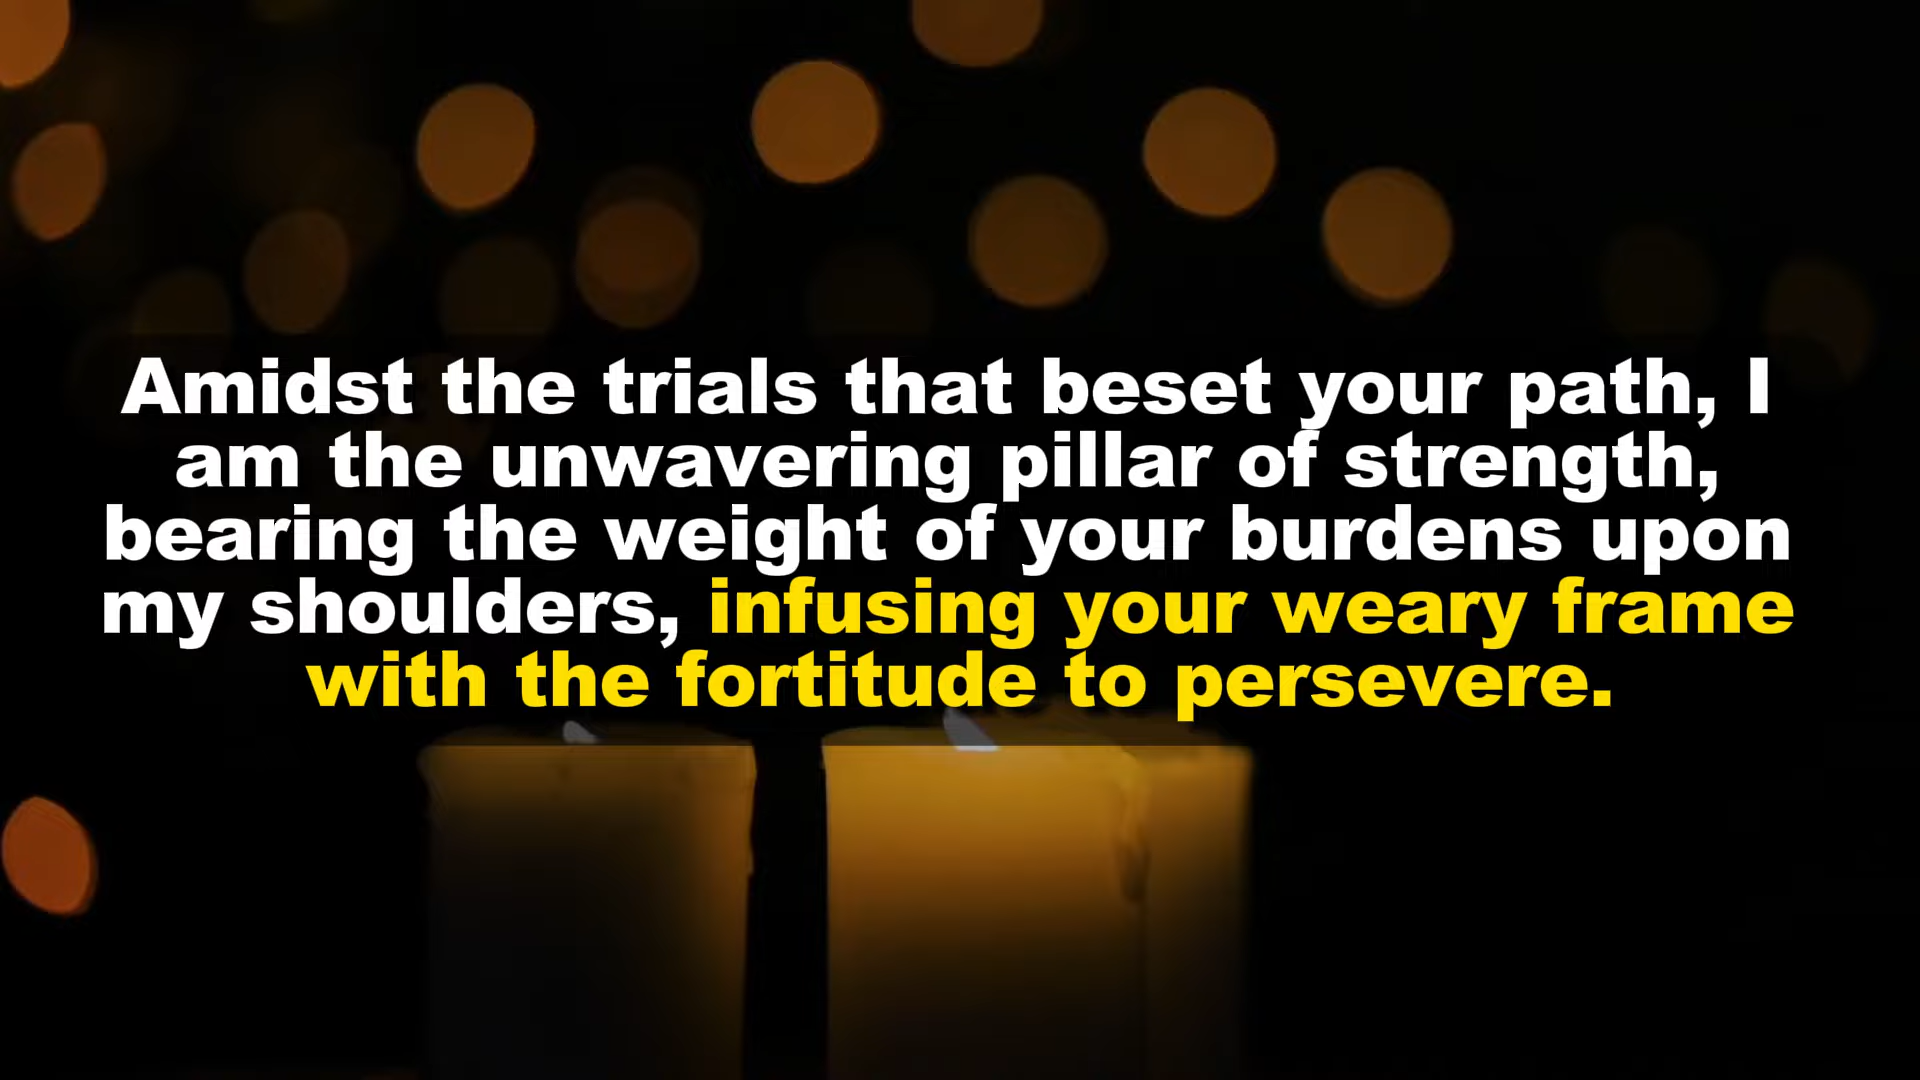 Amidst the trials that beset your path, I
am the unwavering pillar of strength,
bearing the weight of your burdens upon
my shoulders, infusing your weary frame
with the fortitude to persevere.